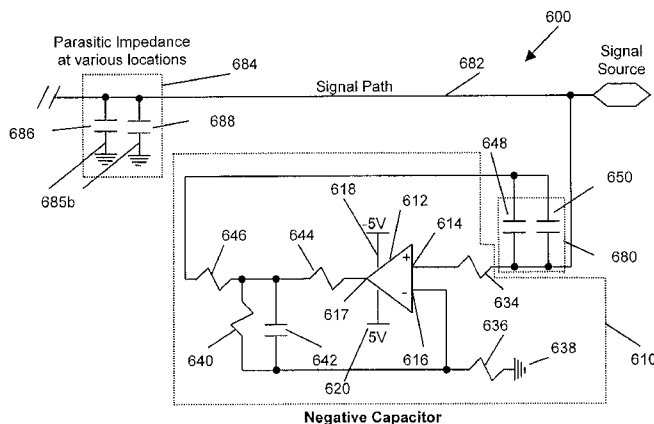 600
Parasitic Impedance
at various locations
684
682
Signal
Source
Signal Path
686
688
685b
648
650
618
612
-5V
614
680
646
644
+
-
617
634
5V
640
642
620
616
636
638
610
Negative Capacitor